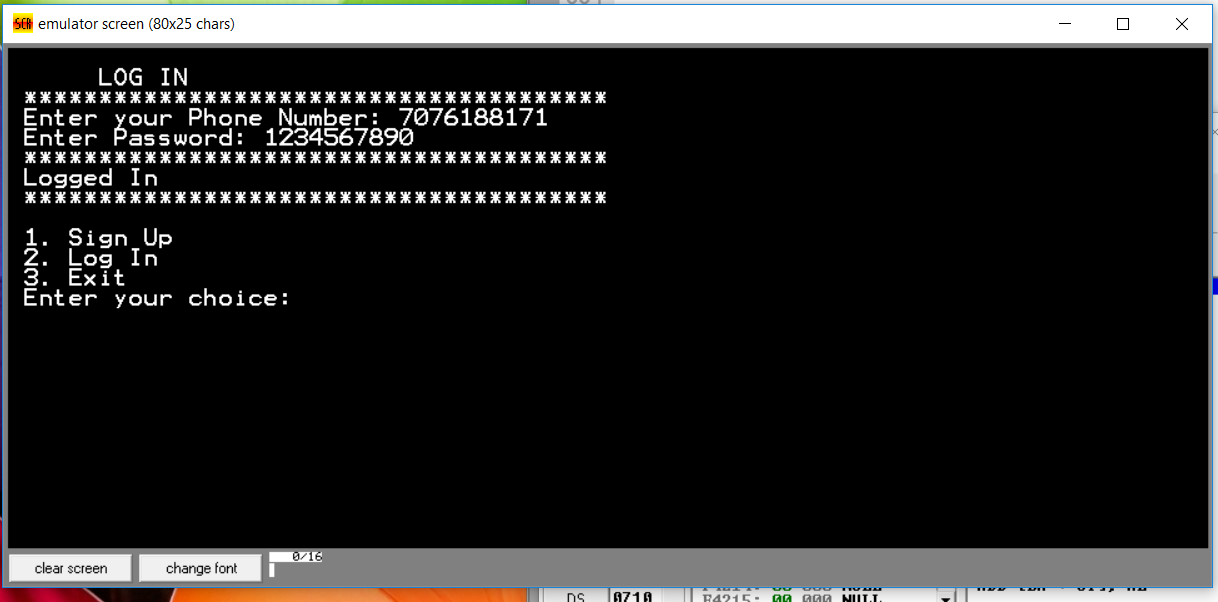 SCR emulator screen (80x25 chars)
LOG IN
***************************************
Enter your Phone Number: 7076188171
Enter Password: 1234567890
***************************************
Logged In
***************************************
1. Sign Up
2. Log In
3. Exit
Enter your choice:
clear screen
change font
0/16
DS
0710
F4215: 00 000 NULL